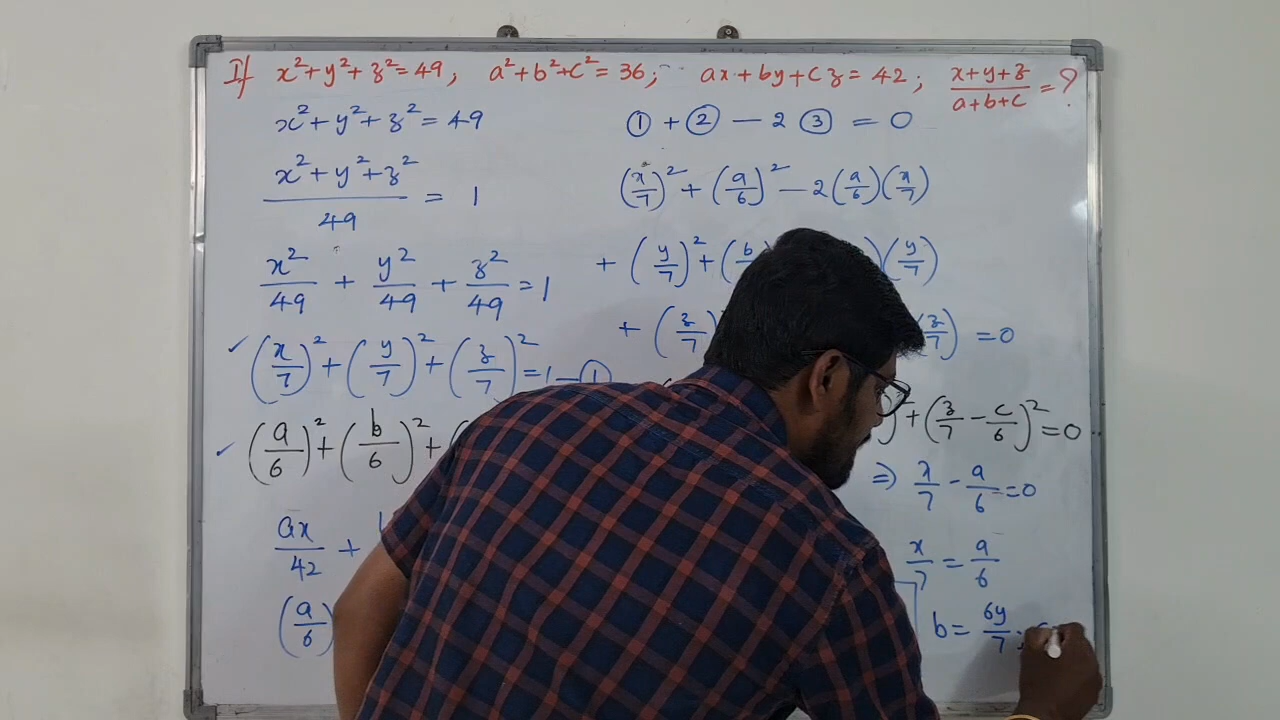 If x²+y²+z²=49, a²+b²+c²=36; ax+by+cz=42; (x+y+z)/(a+b+c)=?
x²+y²+z²=49
(x²+y²+z²)/49 = 1
x²/49 + y²/49 + z²/49 = 1
(x/7)²+(y/7)²+(z/7)²=1—①
(a/6)²+(b/6)²+(
ax/42 +
(a/6)
①+②—2③=0
(x/7)²+(a/6)²—2(a/6)(x/7)
+(y/7)²+(b )(y/7)
+(z/7) (z/7)=0
)²+(z/7-c/6)²=0
⇒ x/7-a/6=0
x/7=a/6
b=6y/7; c